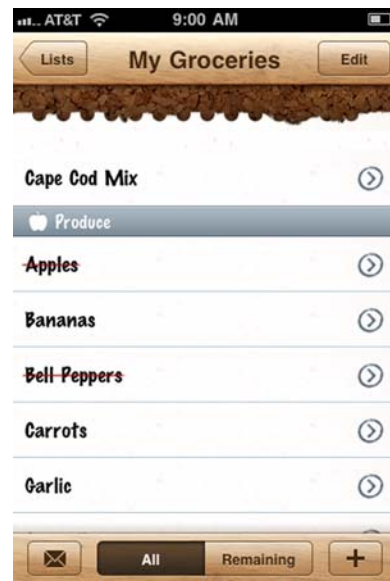 AT&T 9:00 AM
Lists My Groceries Edit
Cape Cod Mix
Produce
Apples
Bananas
Bell Peppers
Carrots
Garlic
All Remaining +